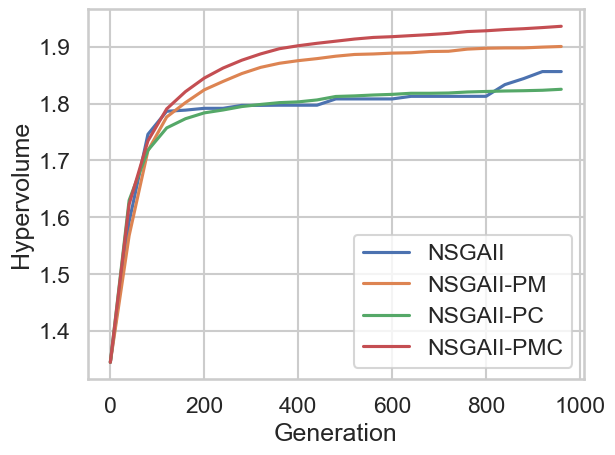 Hypervolume
1.9
1.8
1.7
1.6
1.5
1.4
NSGAII
NSGAII-PM
NSGAII-PC
NSGAII-PMC
0 200 400 600 800 1000
Generation